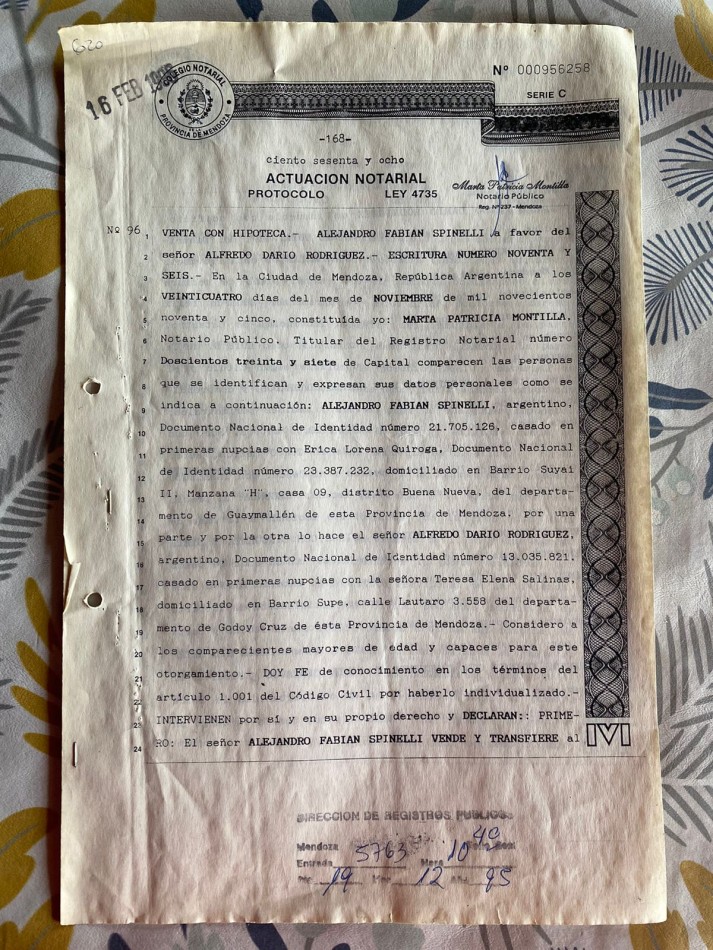 620
16 FEB
COLEGIO NOTARIAL
PROVINCIA DE MENDOZA
Nº 000956258
SERIE C
-168-
ciento sesenta y ocho
ACTUACION NOTARIAL
PROTOCOLO LEY 4735
Marta Patricia Montilla
Notario Público
Reg. Nº 237 - Mendoza
Nº 96
1 VENTA CON HIPOTECA.- ALEJANDRO FABIAN SPINELLI a favor del
2 señor ALFREDO DARIO RODRIGUEZ.- ESCRITURA NUMERO NOVENTA Y
3 SEIS.- En la Ciudad de Mendoza, República Argentina a los
4 VEINTICUATRO días del mes de NOVIEMBRE de mil novecientos
5 noventa y cinco, constituída yo: MARTA PATRICIA MONTILLA,
6 Notario Público, Titular del Registro Notarial número
7 Doscientos treinta y siete de Capital comparecen las personas
8 que se identifican y expresan sus datos personales como se
9 indica a continuación: ALEJANDRO FABIAN SPINELLI, argentino,
10 Documento Nacional de Identidad número 21.705.126, casado en
11 primeras nupcias con Erica Lorena Quiroga, Documento Nacional
12 de Identidad número 23.387.232, domiciliado en Barrio Suyai
13 II, Manzana "H", casa 09, distrito Buena Nueva, del departa-
14 mento de Guaymallén de esta Provincia de Mendoza, por una
15 parte y por la otra lo hace el señor ALFREDO DARIO RODRIGUEZ,
16 argentino, Documento Nacional de Identidad número 13.035.821,
17 casado en primeras nupcias con la señora Teresa Elena Salinas,
18 domiciliado en Barrio Supe, calle Lautaro 3.558 del departa-
19 mento de Godoy Cruz de ésta Provincia de Mendoza.- Considero a
20 los comparecientes mayores de edad y capaces para este
21 otorgamiento.- DOY FE de conocimiento en los términos del
22 artículo 1.001 del Código Civil por haberlo individualizado.-
23 INTERVIENEN por sí y en su propio derecho y DECLARAN:: PRIME-
24 RO: El señor ALEJANDRO FABIAN SPINELLI VENDE Y TRANSFIERE al
DIRECCION DE REGISTROS PUBLICOS
Mendoza
Entrada 5763 Hora 10 40
Día 19 Mes 12 Año 95